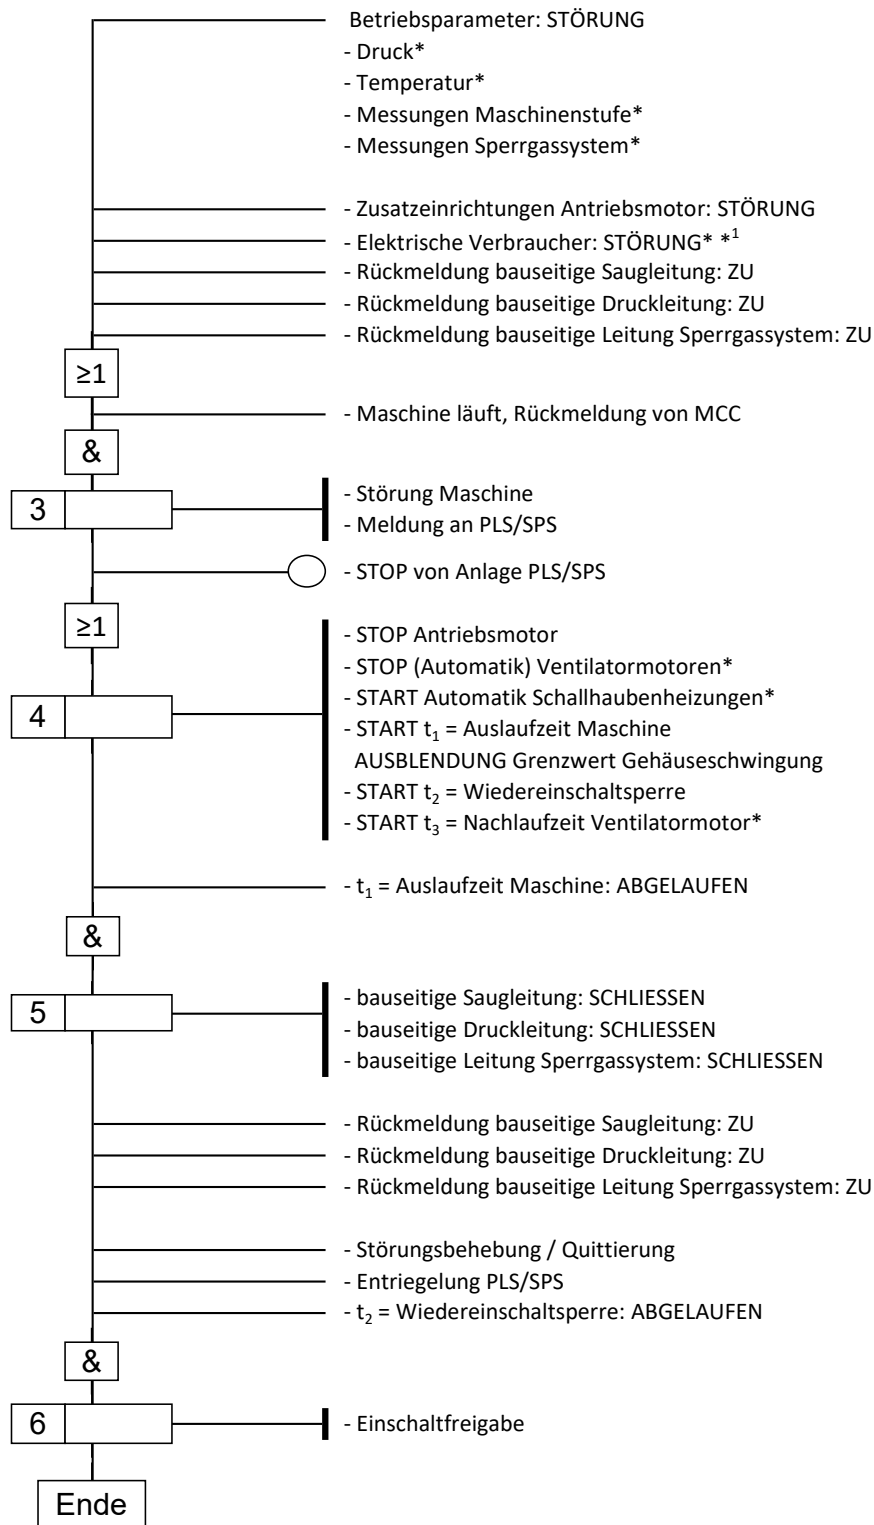 Betriebsparameter: STÖRUNG
- Druck*
- Temperatur*
- Messungen Maschinenstufe*
- Messungen Sperrgassystem*
- Zusatzeinrichtungen Antriebsmotor: STÖRUNG
- Elektrische Verbraucher: STÖRUNG* *¹
- Rückmeldung bauseitige Saugleitung: ZU
- Rückmeldung bauseitige Druckleitung: ZU
- Rückmeldung bauseitige Leitung Sperrgassystem: ZU
≥1
- Maschine läuft, Rückmeldung von MCC
&
3
- Störung Maschine
- Meldung an PLS/SPS
- STOP von Anlage PLS/SPS
≥1
4
- STOP Antriebsmotor
- STOP (Automatik) Ventilatormotoren*
- START Automatik Schallhaubenheizungen*
- START t₁ = Auslaufzeit Maschine
AUSBLENDUNG Grenzwert Gehäuseschwingung
- START t₂ = Wiedereinschaltsperre
- START t₃ = Nachlaufzeit Ventilatormotor*
- t₁ = Auslaufzeit Maschine: ABGELAUFEN
&
5
- bauseitige Saugleitung: SCHLIESSEN
- bauseitige Druckleitung: SCHLIESSEN
- bauseitige Leitung Sperrgassystem: SCHLIESSEN
- Rückmeldung bauseitige Saugleitung: ZU
- Rückmeldung bauseitige Druckleitung: ZU
- Rückmeldung bauseitige Leitung Sperrgassystem: ZU
- Störungsbehebung / Quittierung
- Entriegelung PLS/SPS
- t₂ = Wiedereinschaltsperre: ABGELAUFEN
&
6
- Einschaltfreigabe
Ende